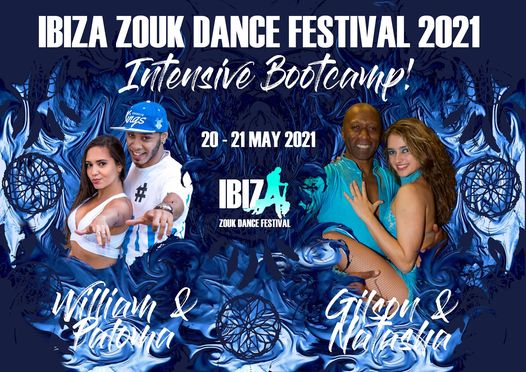 IBIZA ZOUK DANCE FESTIVAL 2021
Intensive Bootcamp!
20 - 21 MAY 2021
Kings
#
IBIZA
ZOUK DANCE FESTIVAL
William &
Paloma
Gilson &
Natasha